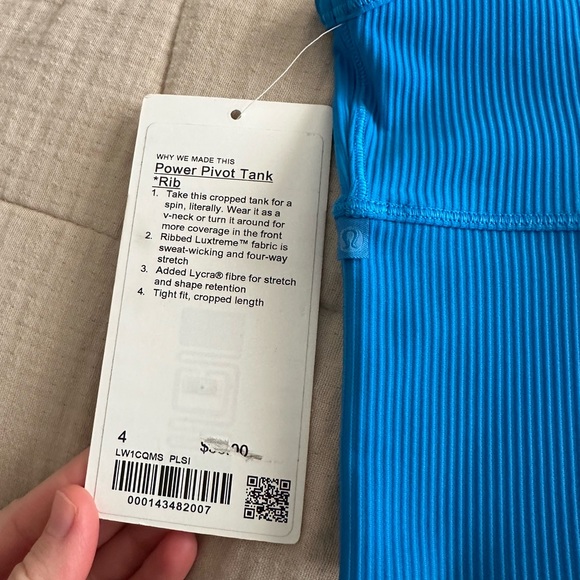 WHY WE MADE THIS
Power Pivot Tank
*Rib
1. Take this cropped tank for a
spin, literally. Wear it as a
v-neck or turn it around for
more coverage in the front
2. Ribbed Luxtreme™ fabric is
sweat-wicking and four-way
stretch
3. Added Lycra® fibre for stretch
and shape retention
4. Tight fit, cropped length
4
LW1CQMS PLSI
000143482007